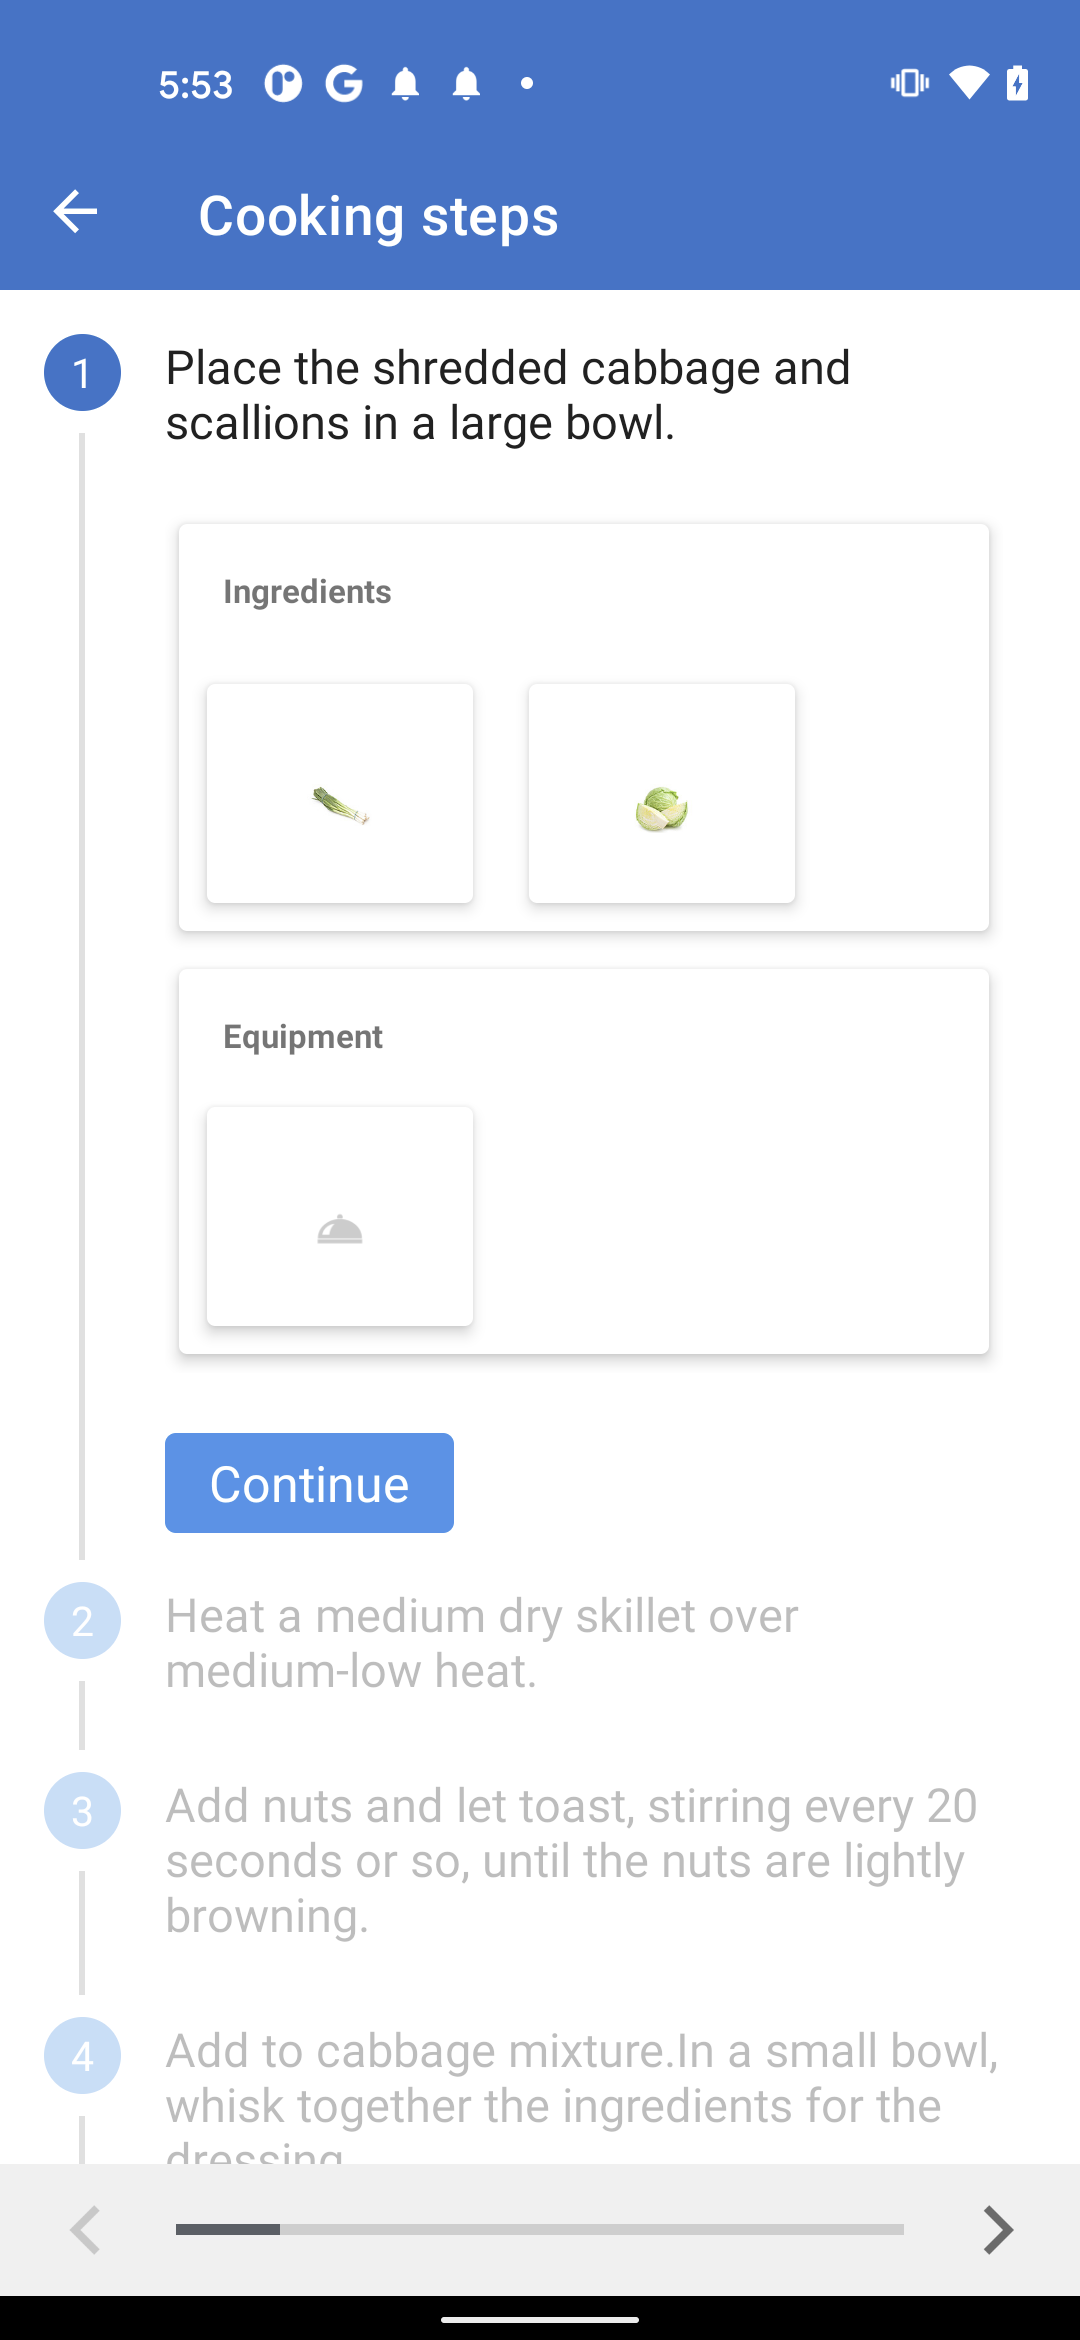 5:53
Cooking steps
1
Place the shredded cabbage and
scallions in a large bowl.
Ingredients
Equipment
Continue
2
Heat a medium dry skillet over
medium-low heat.
3
Add nuts and let toast, stirring every 20
seconds or so, until the nuts are lightly
browning.
4
Add to cabbage mixture.In a small bowl,
whisk together the ingredients for the
dressing